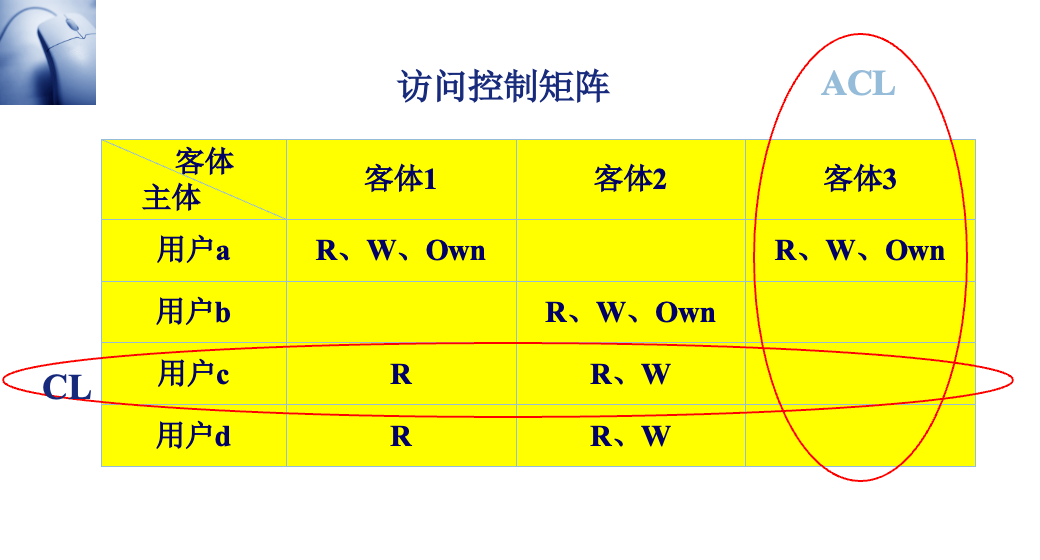 访问控制矩阵
ACL
客体
主体
客体1
客体2
客体3
用户a
R、W、Own
R、W、Own
用户b
R、W、Own
CL
用户c
R
R、W
用户d
R
R、W